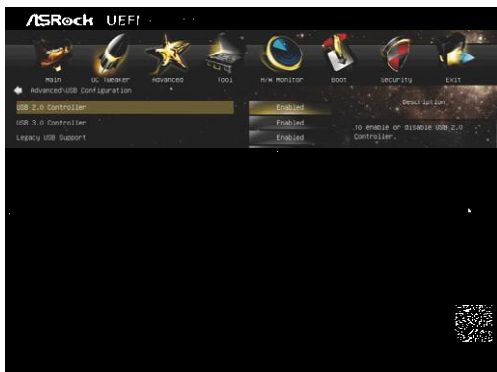 ASRock UEFI
Main OC Tweaker Advanced Tool H/W Monitor Boot Security Exit
Advanced\USB Configuration
Description
USB 2.0 Controller Enabled
USB 3.0 Controller Enabled
To enable or disable USB 2.0
Legacy USB Support Enabled
Controller.